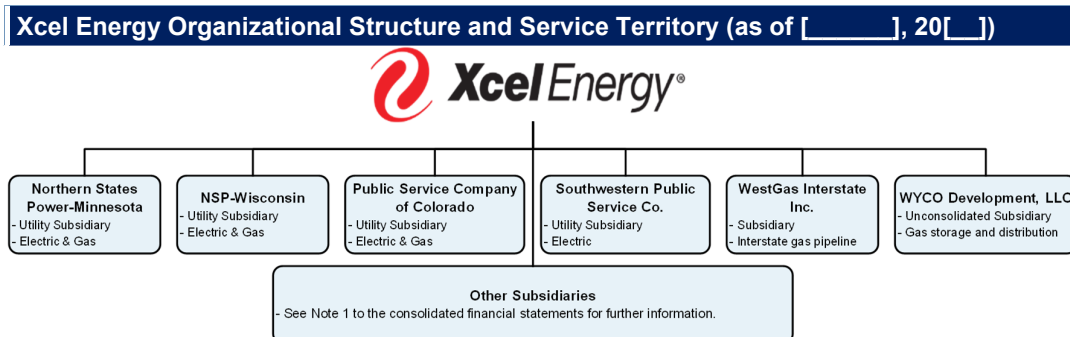 Xcel Energy Organizational Structure and Service Territory (as of [______], 20[__])
Xcel Energy®
Northern States
Power-Minnesota
- Utility Subsidiary
- Electric & Gas
NSP-Wisconsin
- Utility Subsidiary
- Electric & Gas
Public Service Company
of Colorado
- Utility Subsidiary
- Electric & Gas
Southwestern Public
Service Co.
- Utility Subsidiary
- Electric
WestGas Interstate
Inc.
- Subsidiary
- Interstate gas pipeline
WYCO Development, LLC
- Unconsolidated Subsidiary
- Gas storage and distribution
Other Subsidiaries
- See Note 1 to the consolidated financial statements for further information.